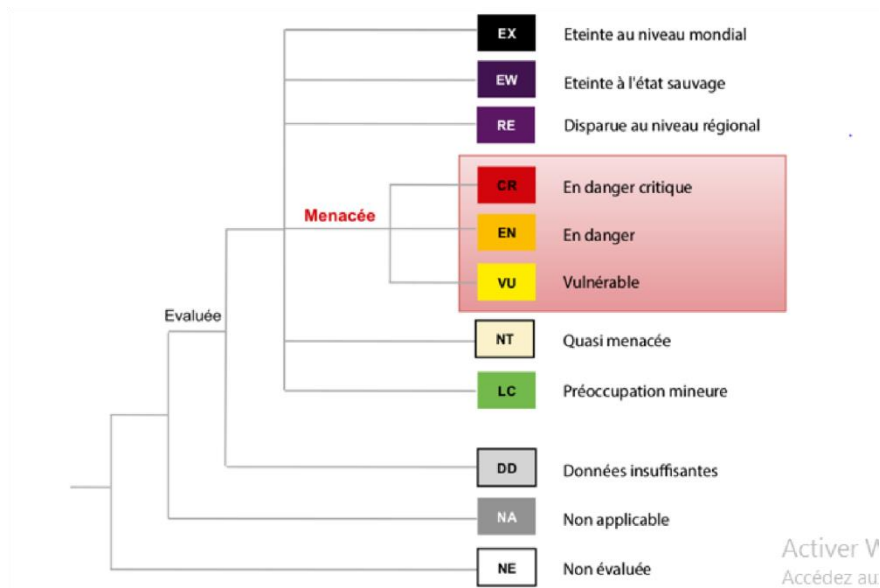 EX Eteinte au niveau mondial
EW Eteinte à l'état sauvage
RE Disparue au niveau régional
CR En danger critique
Menacée
EN En danger
VU Vulnérable
Evaluée
NT Quasi menacée
LC Préoccupation mineure
DD Données insuffisantes
NA Non applicable
NE Non évaluée
Activer W
Accédez au